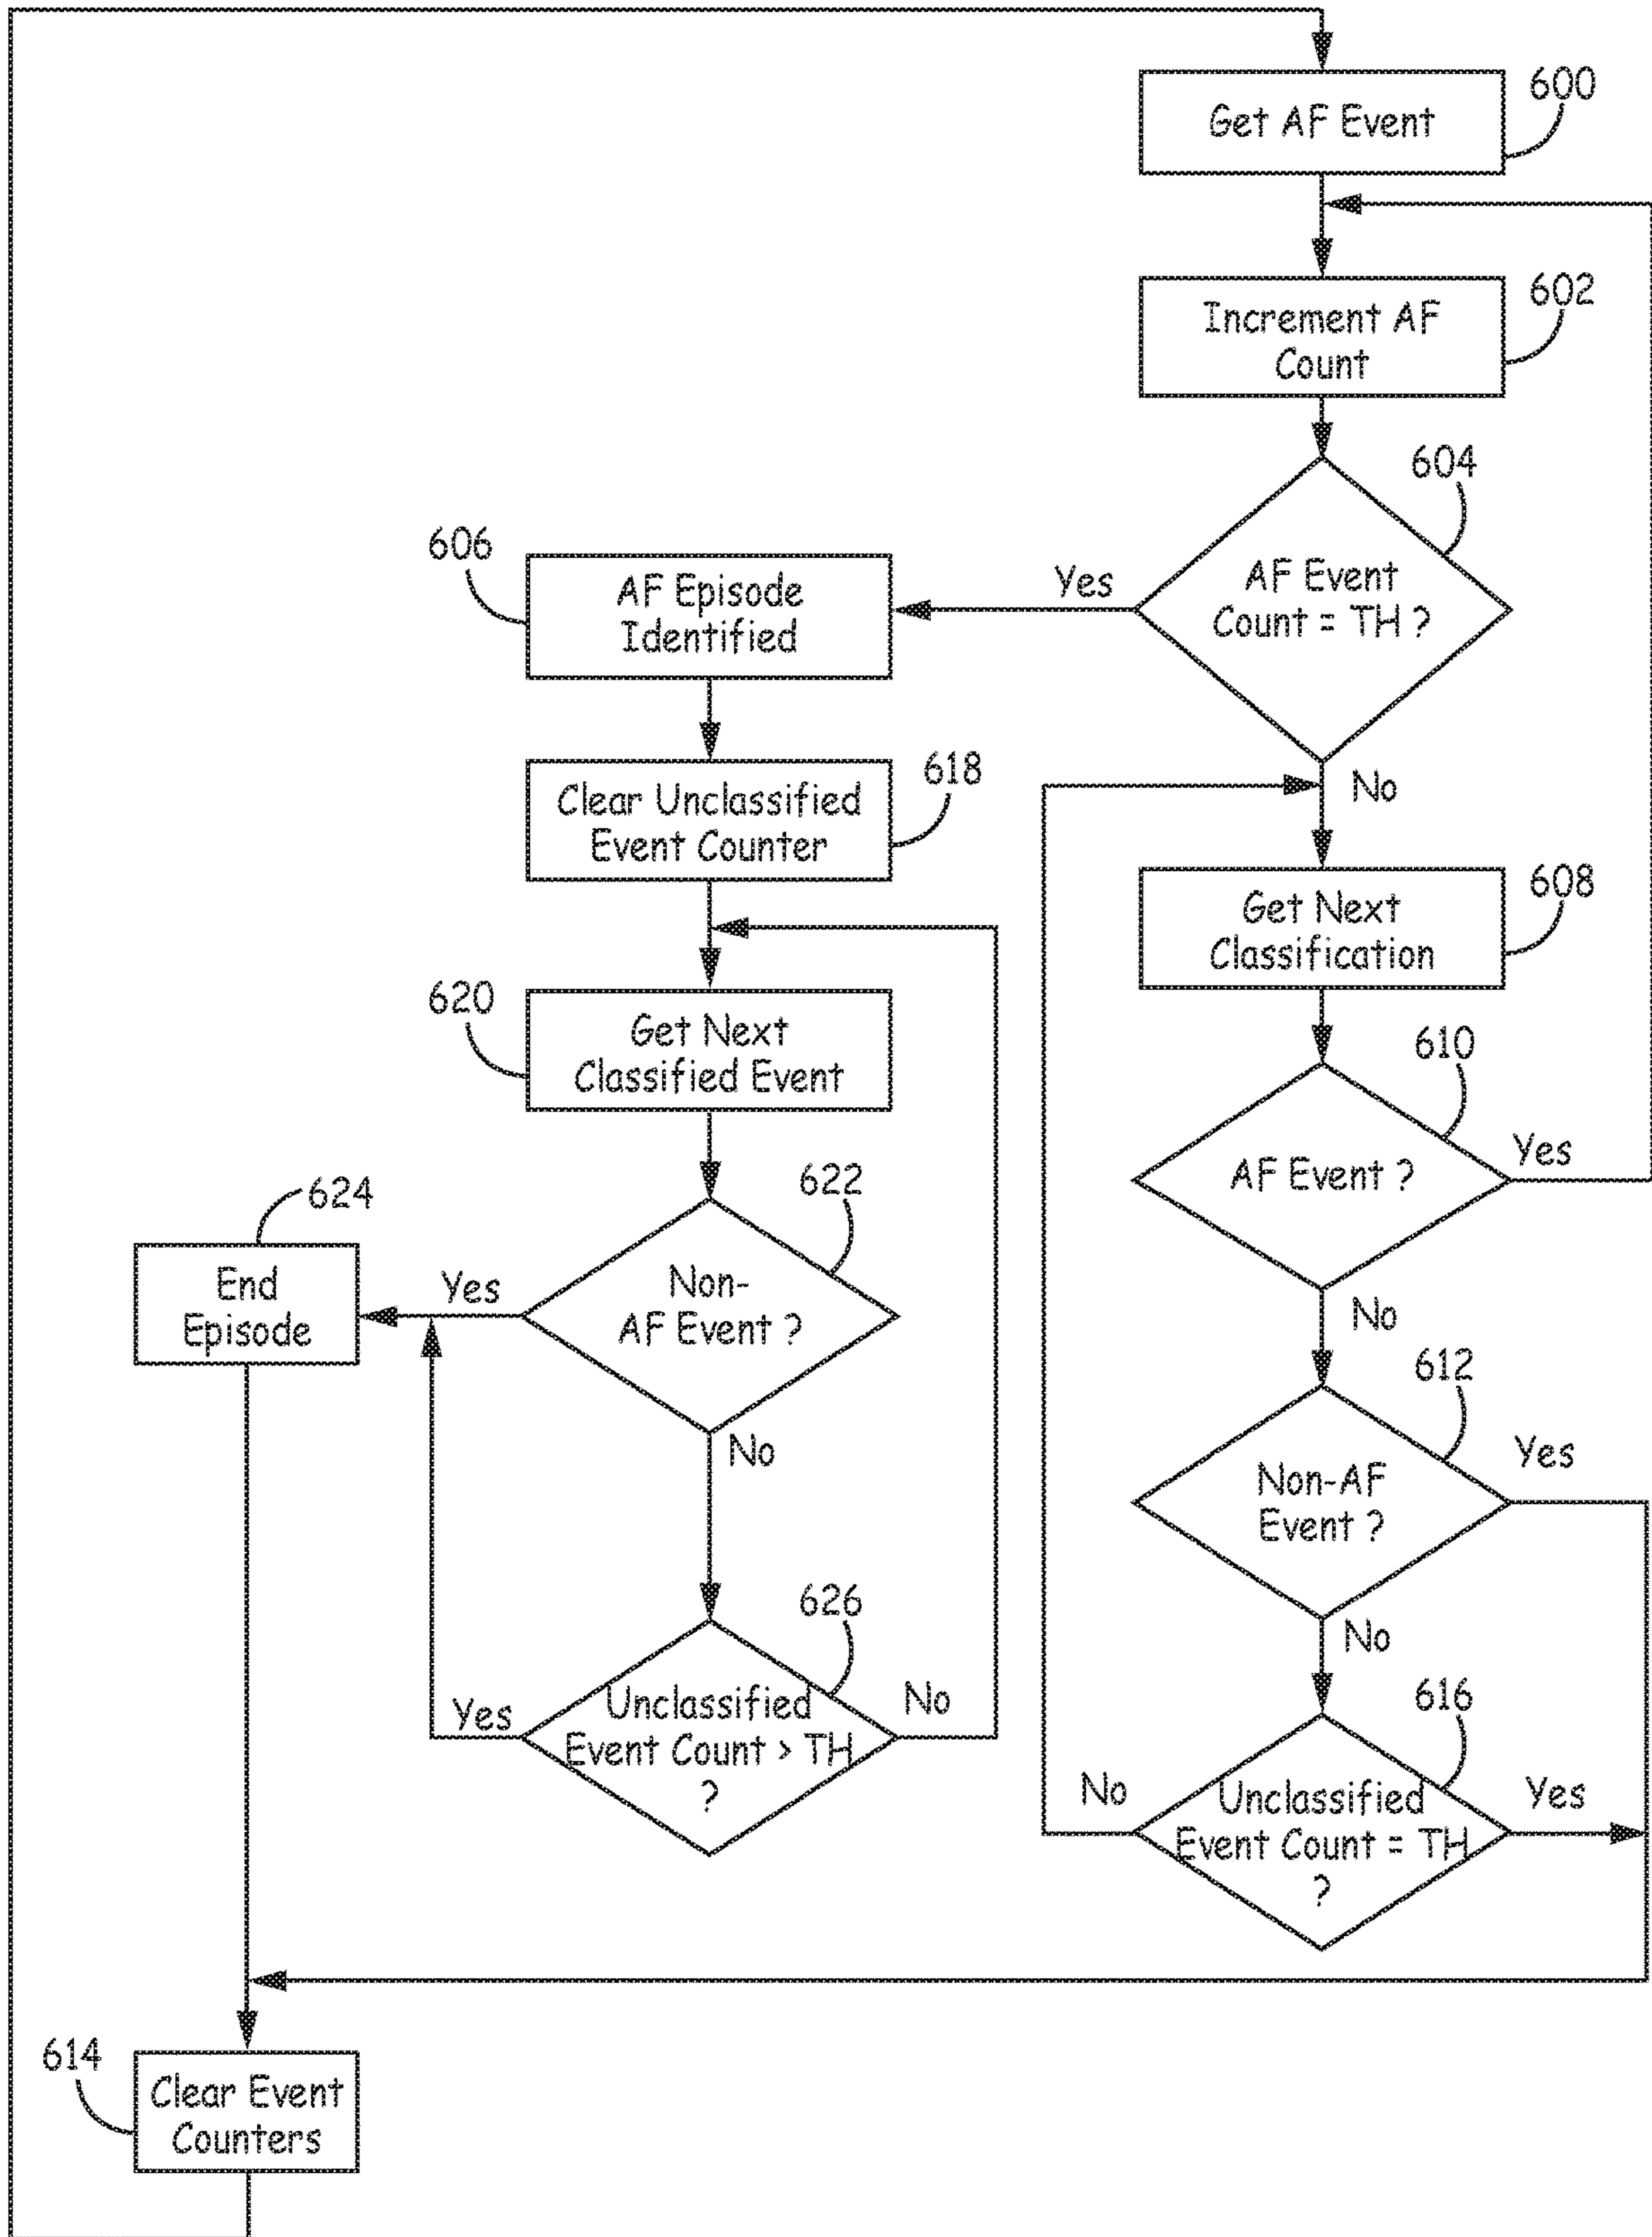 600
Get AF Event
602
Increment AF
Count
604
AF Event
Count = TH ?
Yes
No
606
AF Episode
Identified
618
Clear Unclassified
Event Counter
608
Get Next
Classification
620
Get Next
Classified Event
610
AF Event ?
Yes
No
622
Non-
AF Event ?
Yes
No
624
End
Episode
612
Non-AF
Event ?
Yes
No
626
Unclassified
Event Count > TH
?
Yes
No
616
Unclassified
Event Count = TH
?
No
Yes
614
Clear Event
Counters